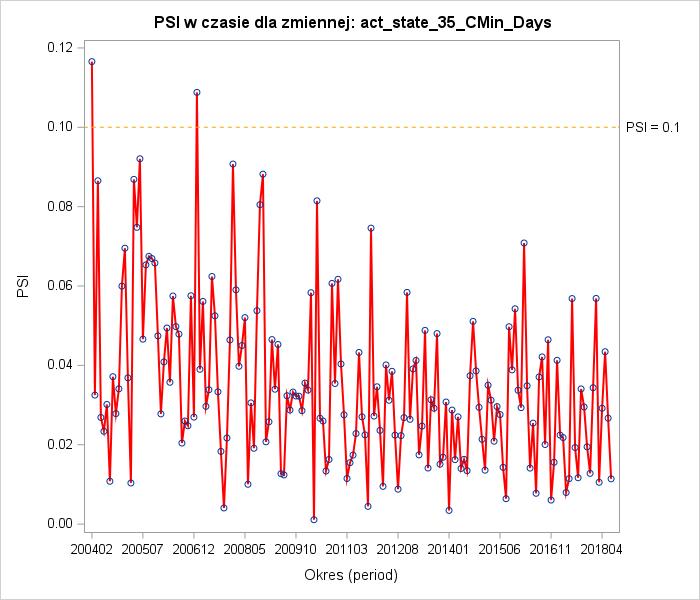 PSI w czasie dla zmiennej: act_state_35_CMin_Days
0.12
0.10
PSI = 0.1
0.08
0.06
PSI
0.04
0.02
0.00
200402 200507 200612 200805 200910 201103 201208 201401 201506 201611 201804
Okres (period)